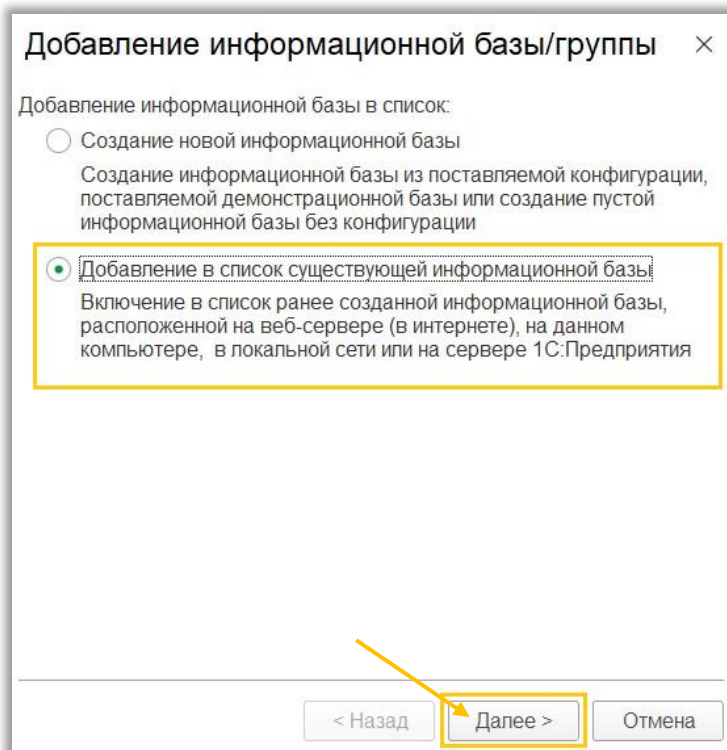 Добавление информационной базы/группы
Добавление информационной базы в список:
Создание новой информационной базы
Создание информационной базы из поставляемой конфигурации,
поставляемой демонстрационной базы или создание пустой
информационной базы без конфигурации
Добавление в список существующей информационной базы
Включение в список ранее созданной информационной базы,
расположенной на веб-сервере (в интернете), на данном
компьютере, в локальной сети или на сервере 1С:Предприятия
< Назад Далее > Отмена